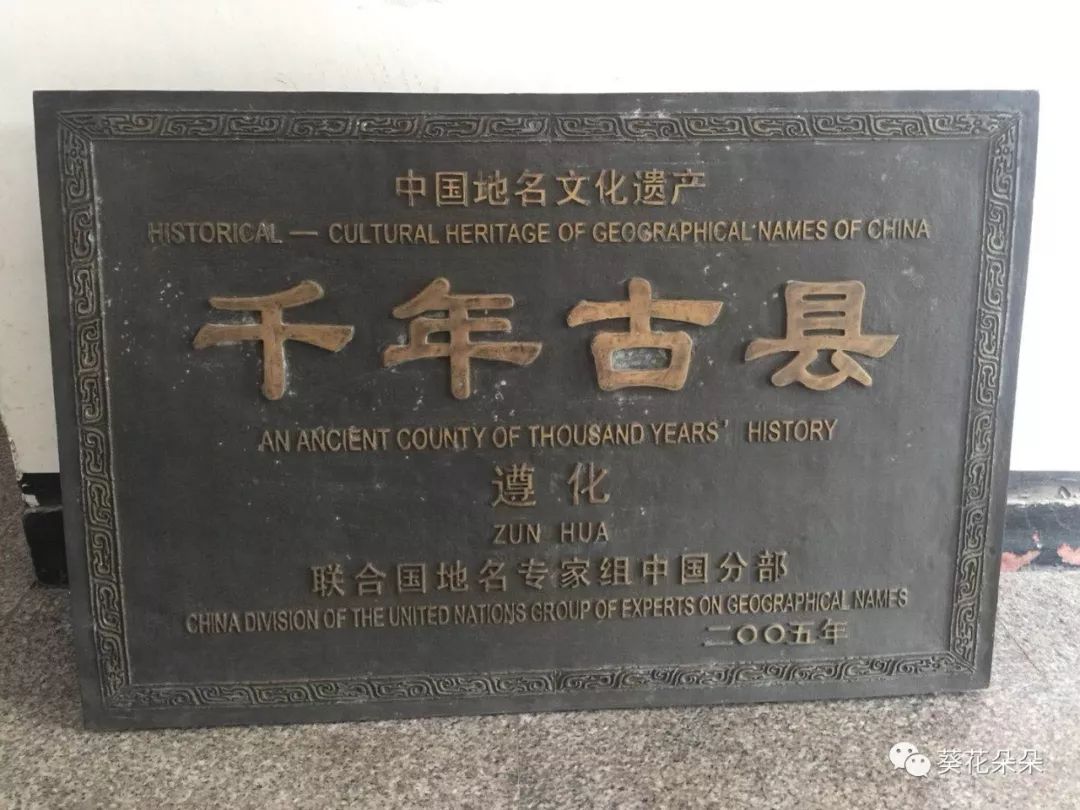 中国地名文化遗产
HISTORICAL — CULTURAL HERITAGE OF GEOGRAPHICAL NAMES OF CHINA
千年古县
AN ANCIENT COUNTY OF THOUSAND YEARS' HISTORY
遵化
ZUN HUA
联合国地名专家组中国分部
CHINA DIVISION OF THE UNITED NATIONS GROUP OF EXPERTS ON GEOGRAPHICAL NAMES
二〇〇五年
葵花朵朵